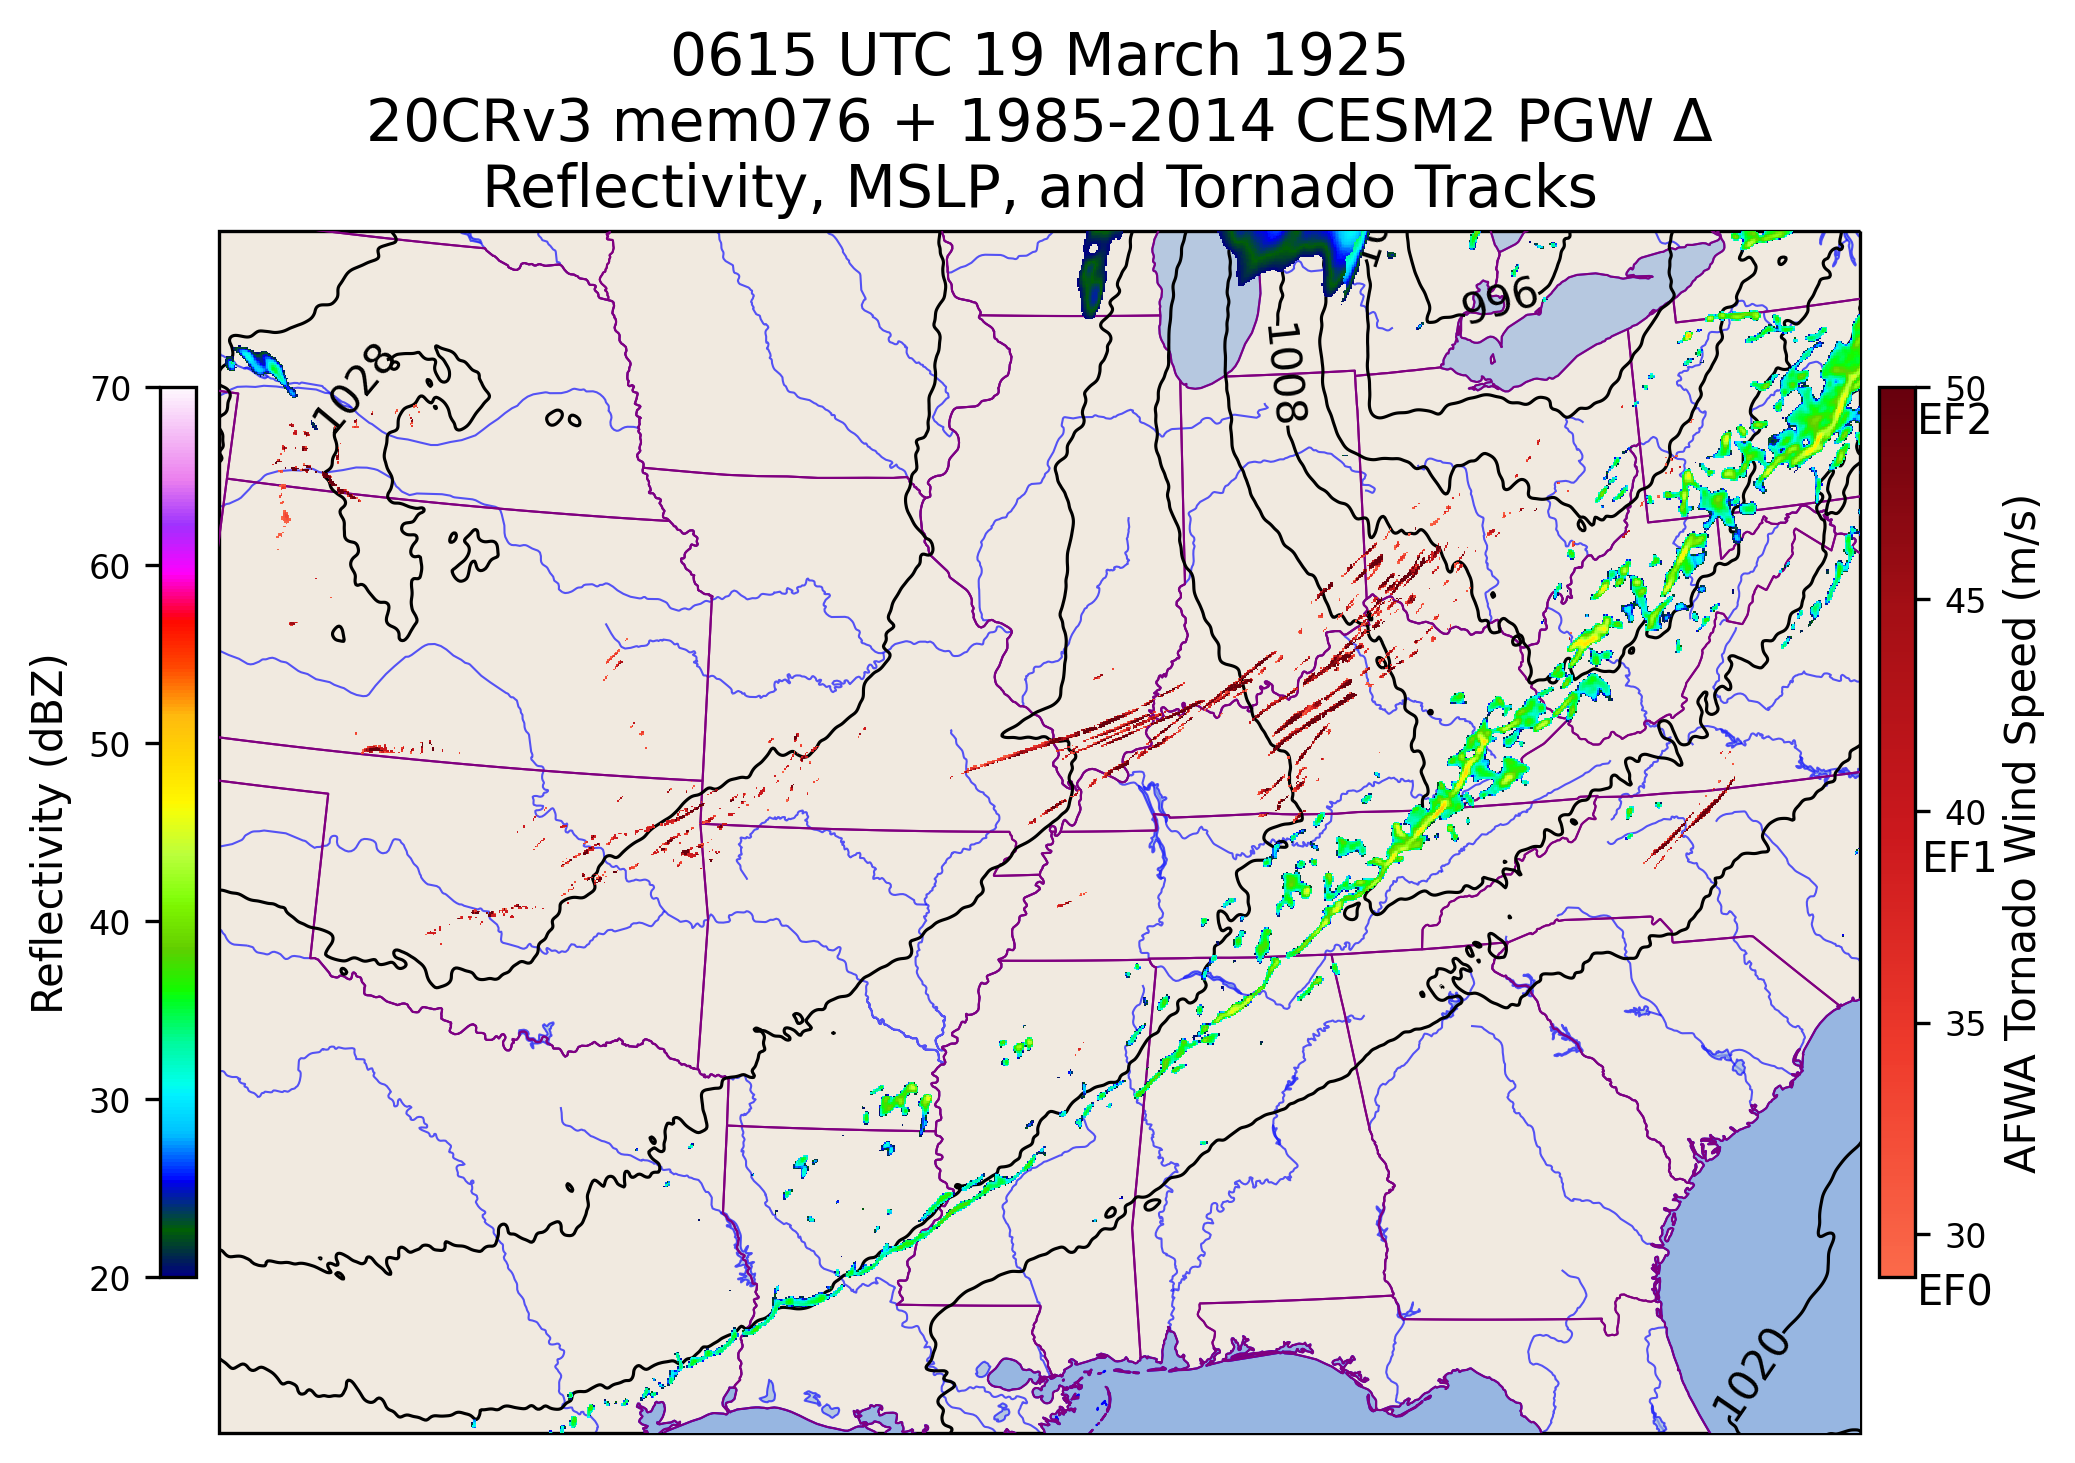 0615 UTC 19 March 1925
20CRv3 mem076 + 1985-2014 CESM2 PGW Δ
Reflectivity, MSLP, and Tornado Tracks
996
1008
1028
1020
Reflectivity (dBZ)
70
60
50
40
30
20
50
EF2
45
40
EF1
35
30
EF0
AFWA Tornado Wind Speed (m/s)